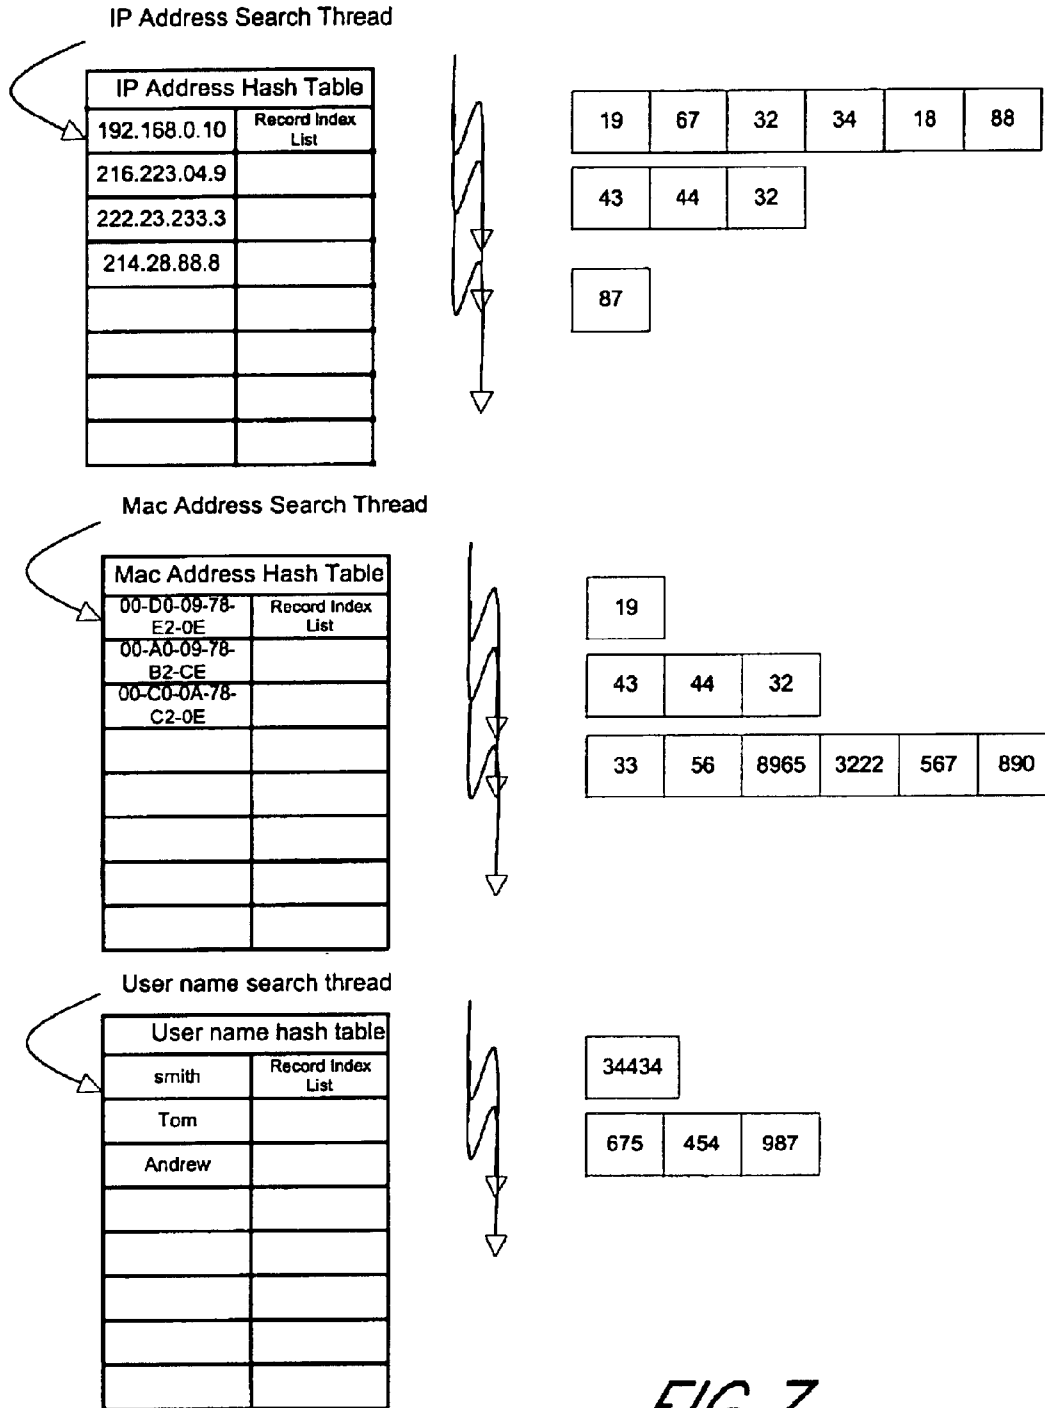 IP Address Search Thread
IP Address Hash Table
192.168.0.10
Record Index
List
216.223.04.9
222.23.233.3
214.28.88.8
19 67 32 34 18 88
43 44 32
87
Mac Address Search Thread
Mac Address Hash Table
00-D0-09-78-
E2-0E
Record Index
List
00-A0-09-78-
B2-CE
00-C0-0A-78-
C2-0E
19
43 44 32
33 56 8965 3222 567 890
User name search thread
User name hash table
smith
Record Index
List
Tom
Andrew
34434
675 454 987
FIG. 7